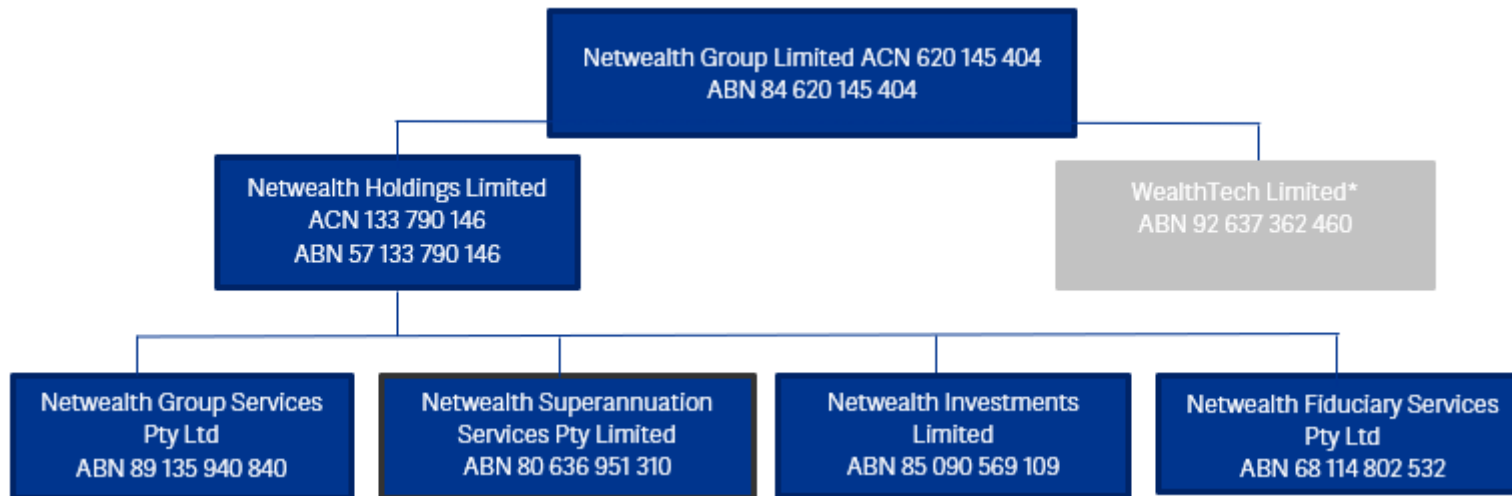 Netwealth Group Limited ACN 620 145 404
ABN 84 620 145 404
Netwealth Holdings Limited
ACN 133 790 146
ABN 57 133 790 146
WealthTech Limited*
ABN 92 637 362 460
Netwealth Group Services
Pty Ltd
ABN 89 135 940 840
Netwealth Superannuation
Services Pty Limited
ABN 80 636 951 310
Netwealth Investments
Limited
ABN 85 090 569 109
Netwealth Fiduciary Services
Pty Ltd
ABN 68 114 802 532